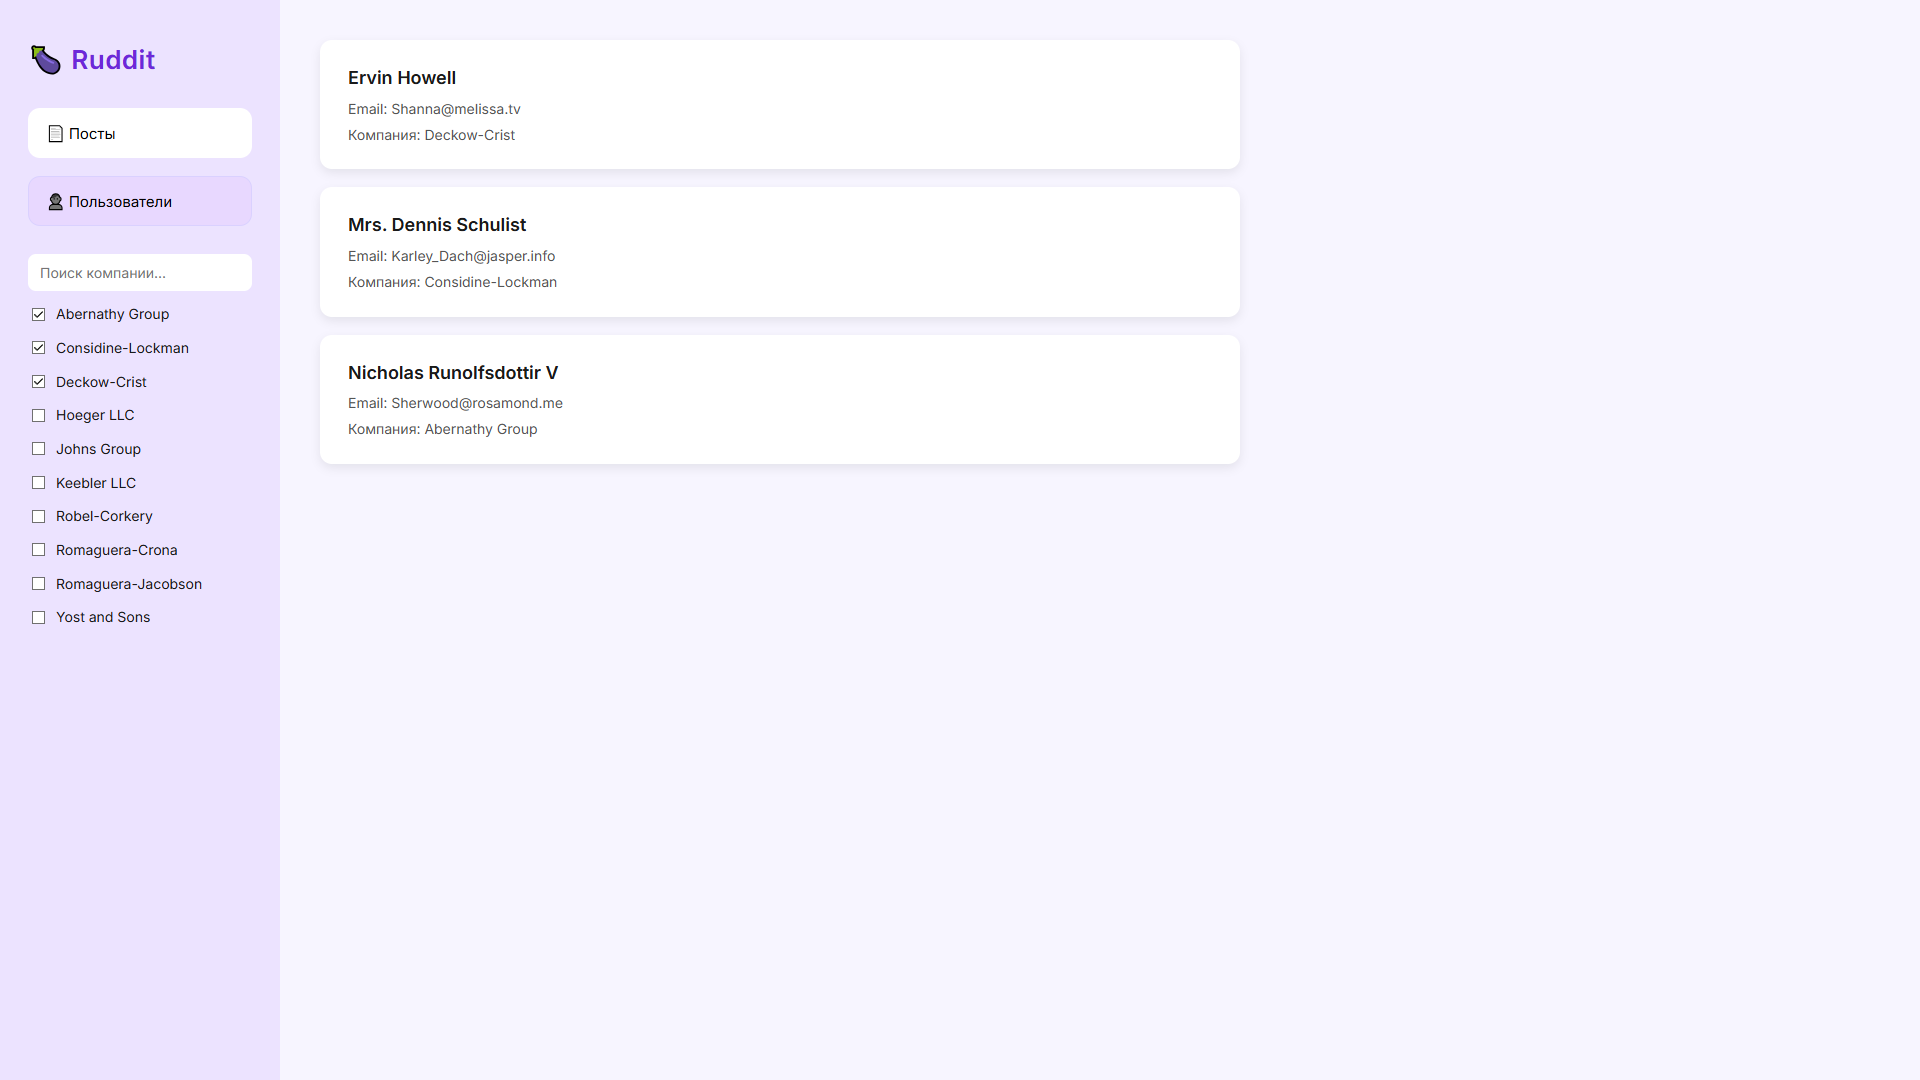 Ruddit
Посты
Пользователи
Поиск компании...
Abernathy Group
Considine-Lockman
Deckow-Crist
Hoeger LLC
Johns Group
Keebler LLC
Robel-Corkery
Romaguera-Crona
Romaguera-Jacobson
Yost and Sons
Ervin Howell
Email: Shanna@melissa.tv
Компания: Deckow-Crist
Mrs. Dennis Schulist
Email: Karley_Dach@jasper.info
Компания: Considine-Lockman
Nicholas Runolfsdottir V
Email: Sherwood@rosamond.me
Компания: Abernathy Group